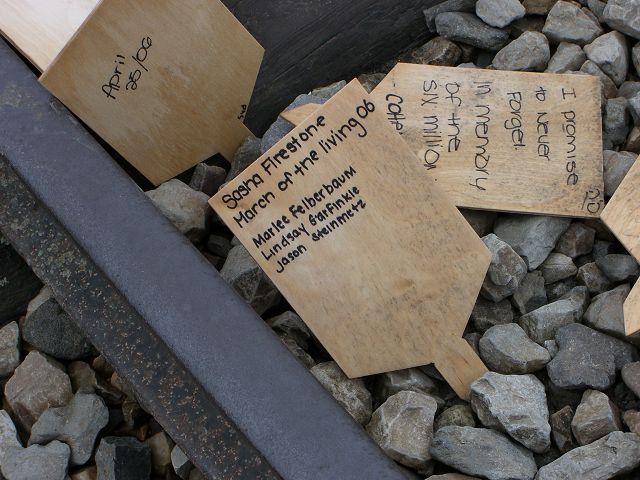 April
25/06
Sasha Firestone
March of the living 06
Marlee Felberbaum
Lindsay Garfinkle
Jason Steinmetz
I promise
to never
Forget.
In memory
of the
six million